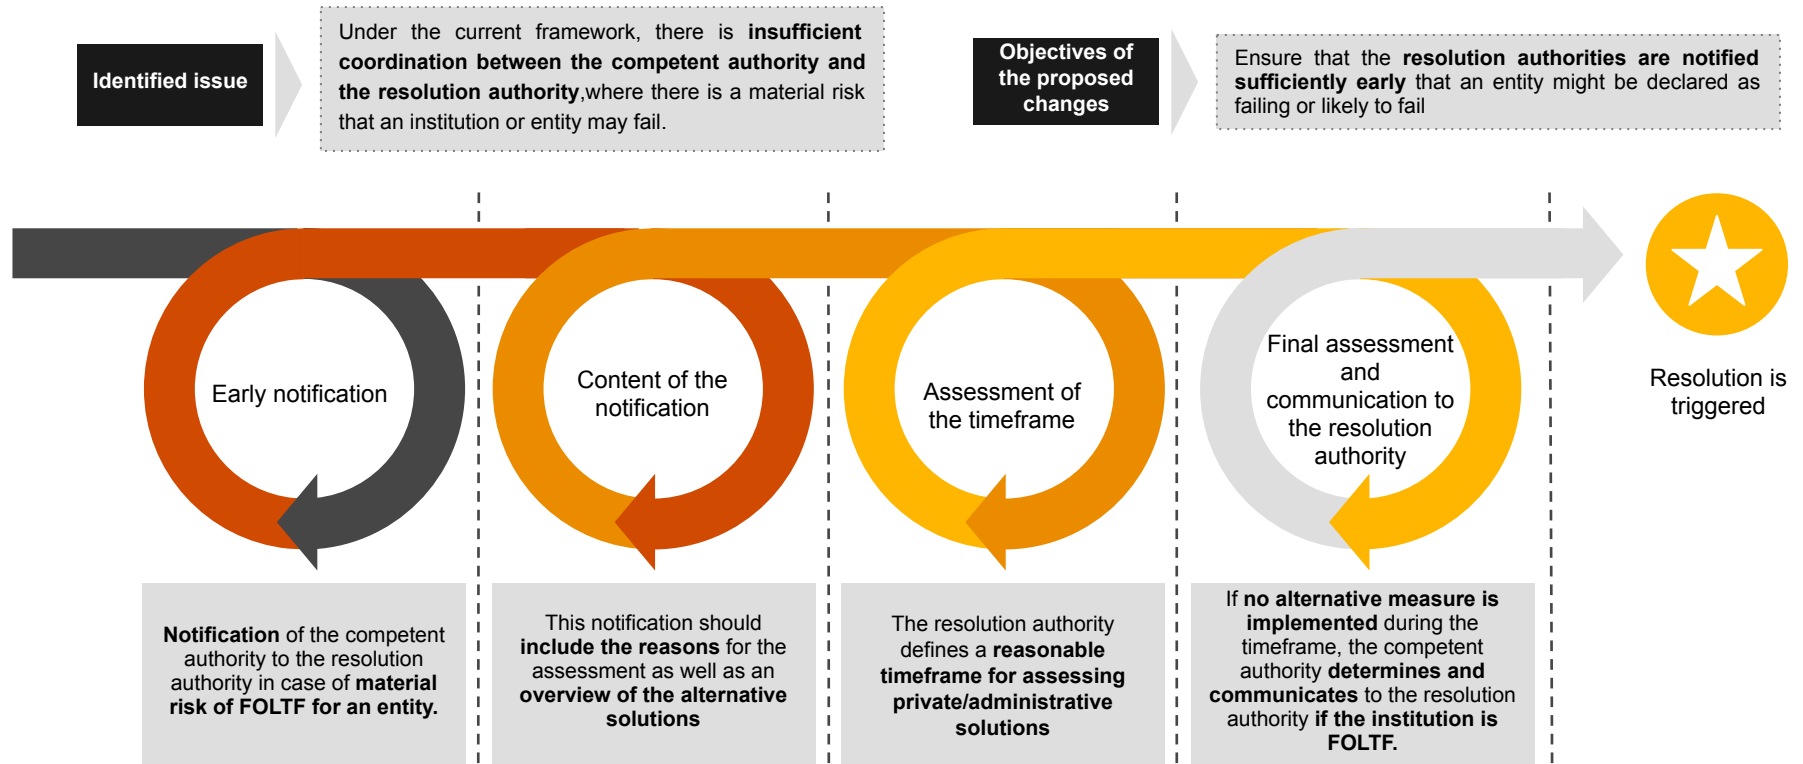 Identified issue
Under the current framework, there is insufficient
coordination between the competent authority and
the resolution authority,where there is a material risk
that an institution or entity may fail.
Objectives of
the proposed
changes
Ensure that the resolution authorities are notified
sufficiently early that an entity might be declared as
failing or likely to fail
Early notification
Content of the
notification
Assessment of
the timeframe
Final assessment
and
communication to
the resolution
authority
Resolution is
triggered
Notification of the competent
authority to the resolution
authority in case of material
risk of FOLTF for an entity.
This notification should
include the reasons for the
assessment as well as an
overview of the alternative
solutions
The resolution authority
defines a reasonable
timeframe for assessing
private/administrative
solutions
If no alternative measure is
implemented during the
timeframe, the competent
authority determines and
communicates to the resolution
authority if the institution is
FOLTF.